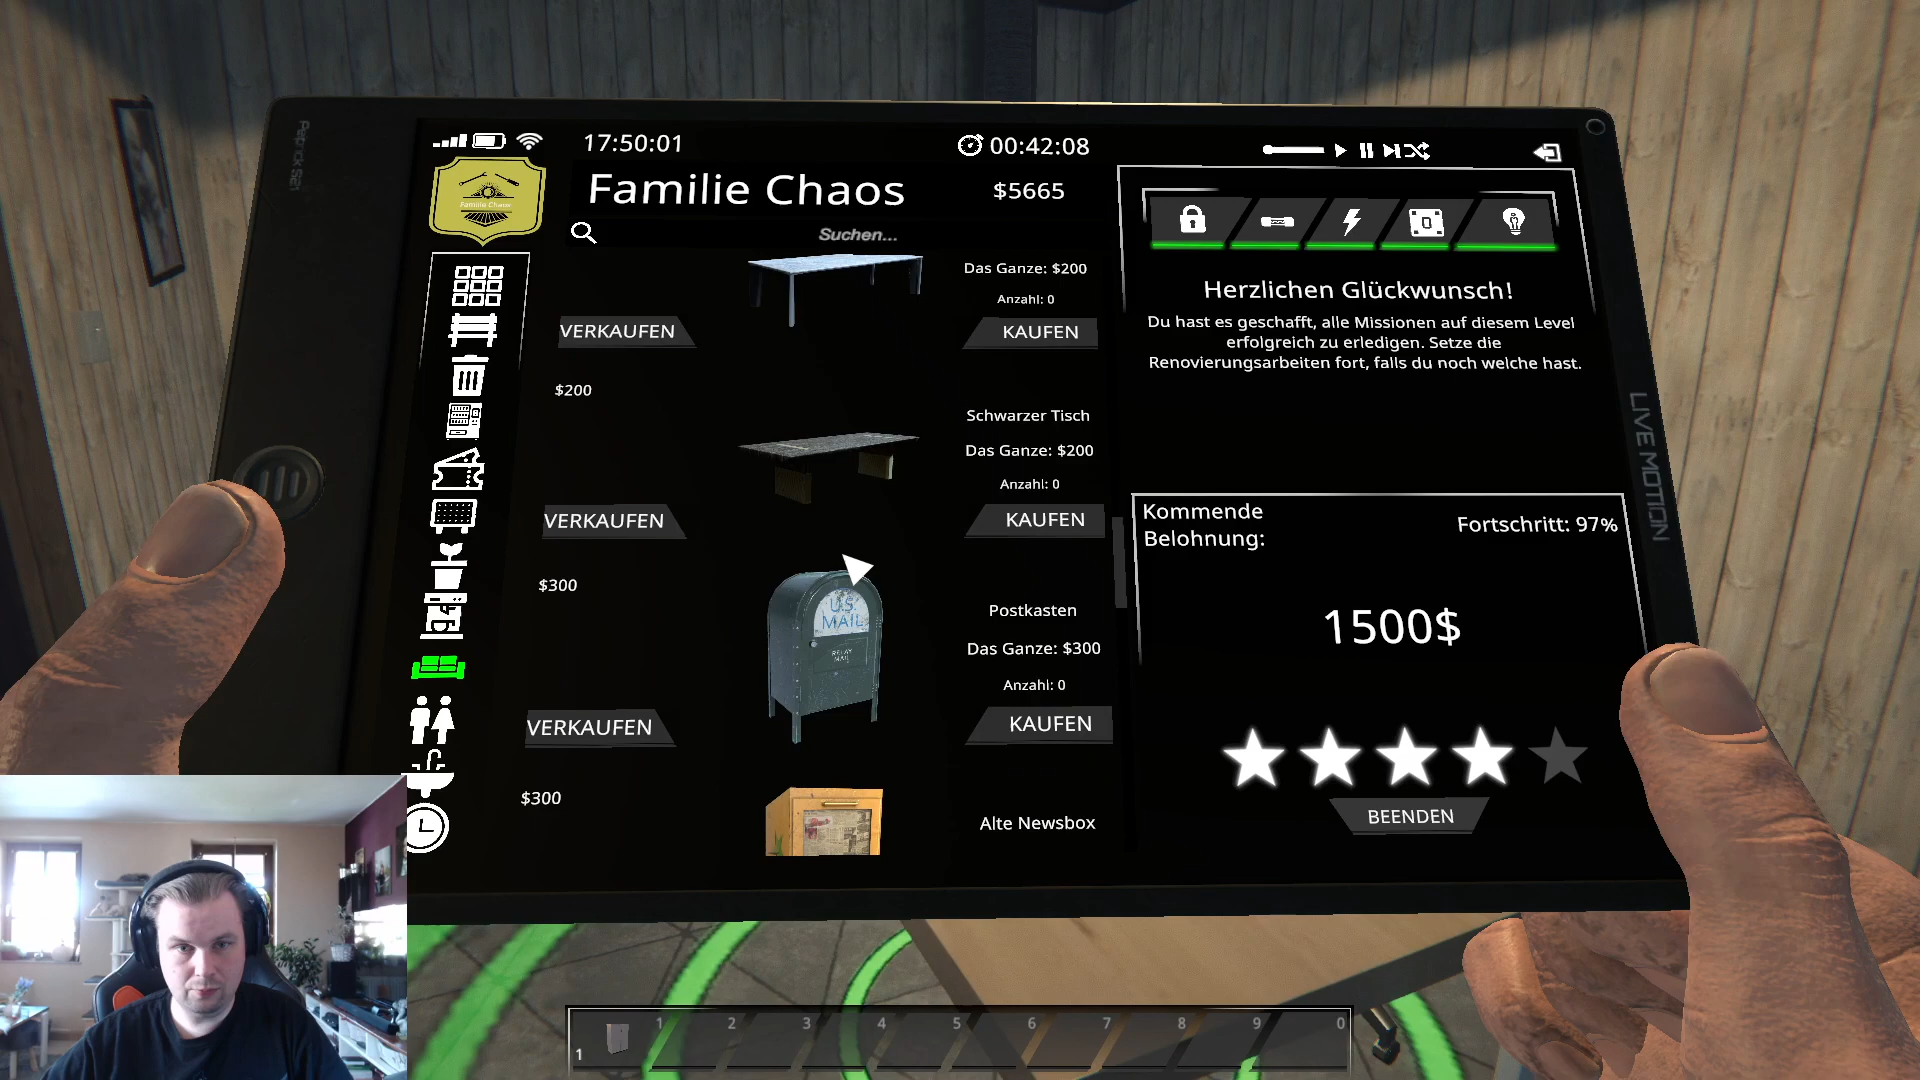 17:50:01
00:42:08
Familie Chaos
$5665
Familie Chaos
Suchen...
Das Ganze: $200
Anzahl: 0
VERKAUFEN
KAUFEN
$200
Schwarzer Tisch
Das Ganze: $200
Anzahl: 0
VERKAUFEN
KAUFEN
$300
U.S.
MAIL
RELAY
MAIL
Postkasten
Das Ganze: $300
Anzahl: 0
VERKAUFEN
KAUFEN
$300
Alte Newsbox
Herzlichen Glückwunsch!
Du hast es geschafft, alle Missionen auf diesem Level
erfolgreich zu erledigen. Setze die
Renovierungsarbeiten fort, falls du noch welche hast.
Kommende
Belohnung:
Fortschritt: 97%
1500$
BEENDEN
LIVE MOTION
1 1 2 3 4 5 6 7 8 9 0